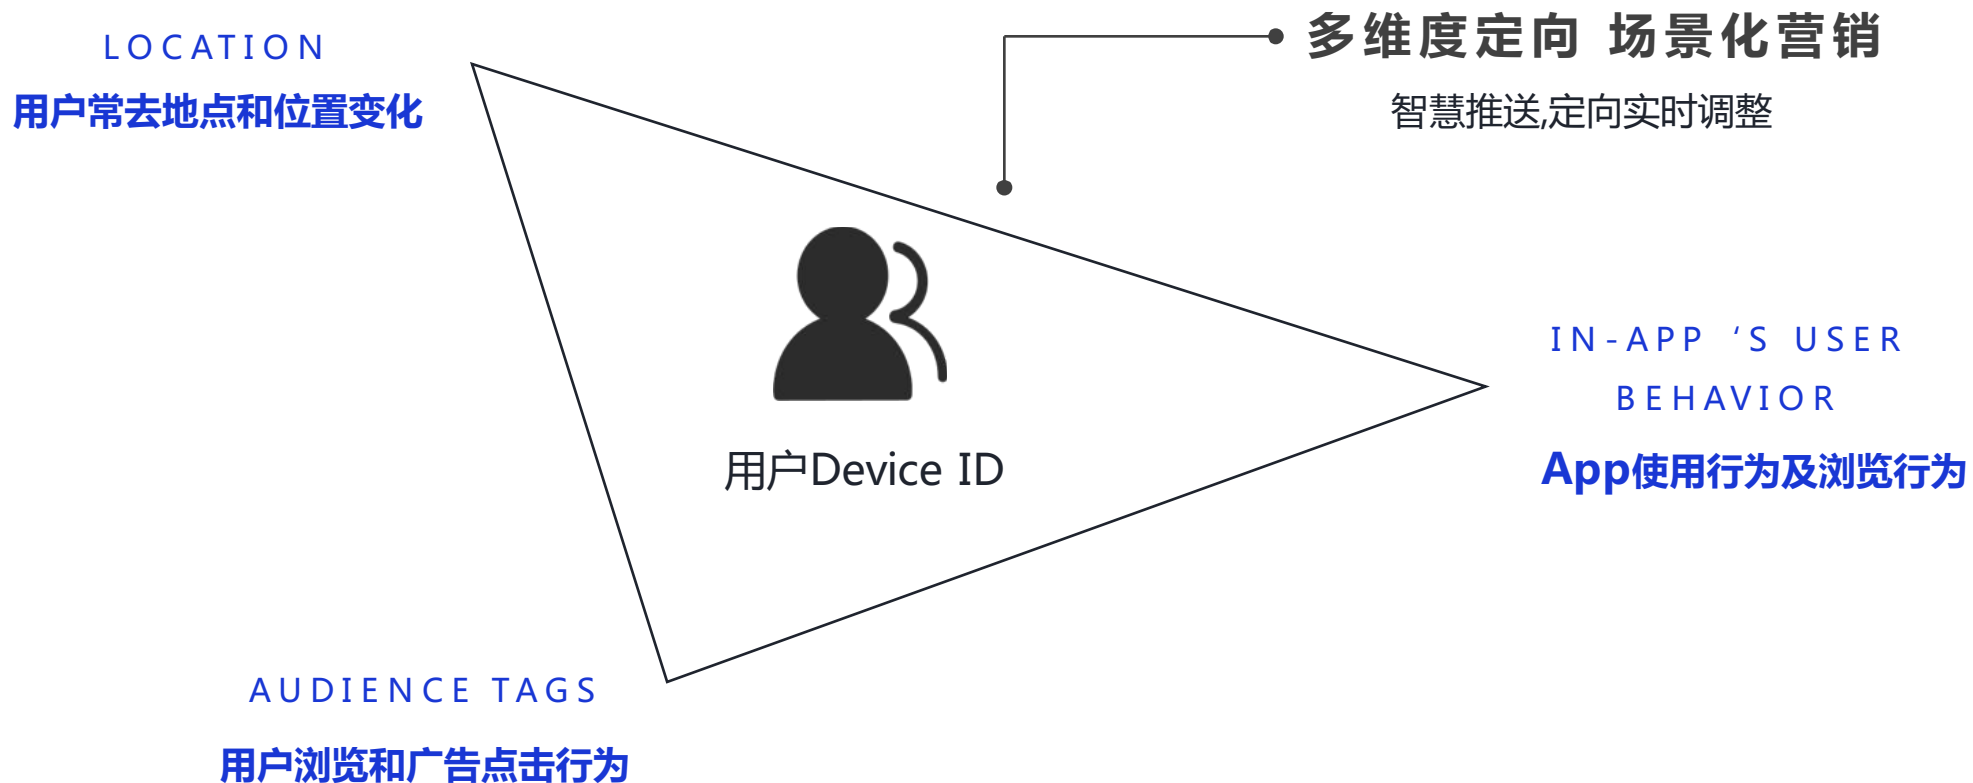 LOCATION
用户常去地点和位置变化
多维度定向 场景化营销
智慧推送,定向实时调整
用户Device ID
IN-APP ‘S USER
BEHAVIOR
App使用行为及浏览行为
AUDIENCE TAGS
用户浏览和广告点击行为